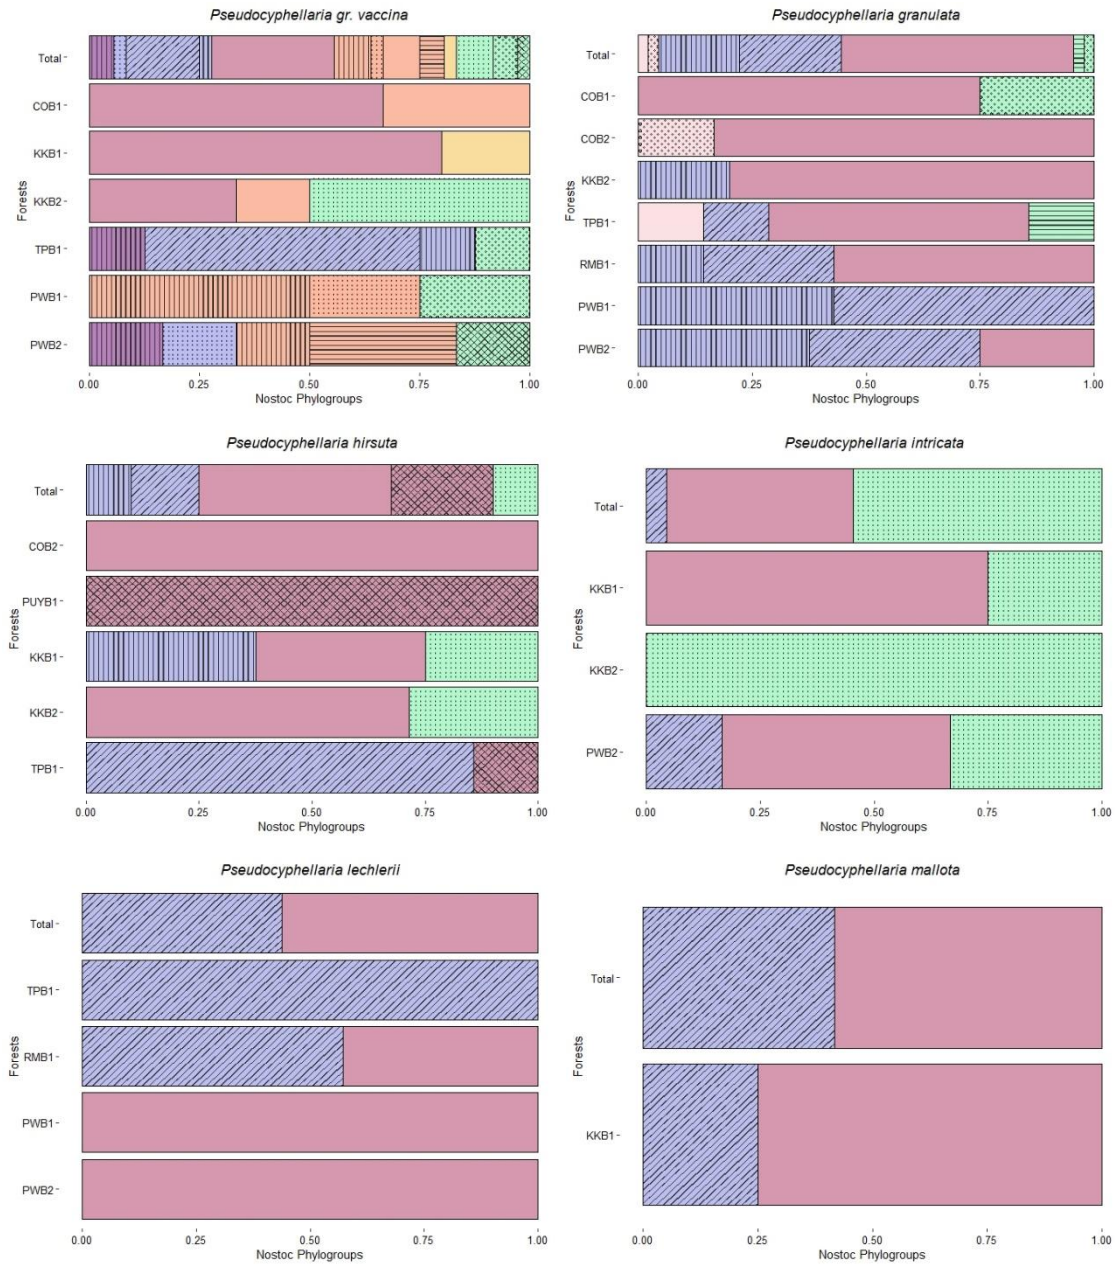 Pseudocyphellaria gr. vaccina
Total
COB1
KKB1
KKB2
TPB1
PWB1
PWB2
Forests
0.00 0.25 0.50 0.75 1.00
Nostoc Phylogroups
Pseudocyphellaria granulata
Total
COB1
COB2
KKB2
TPB1
RMB1
PWB1
PWB2
Forests
0.00 0.25 0.50 0.75 1.00
Nostoc Phylogroups
Pseudocyphellaria hirsuta
Total
COB2
PUYB1
KKB1
KKB2
TPB1
Forests
0.00 0.25 0.50 0.75 1.00
Nostoc Phylogroups
Pseudocyphellaria intricata
Total
KKB1
KKB2
PWB2
Forests
0.00 0.25 0.50 0.75 1.00
Nostoc Phylogroups
Pseudocyphellaria lechlerii
Total
TPB1
RMB1
PWB1
PWB2
Forests
0.00 0.25 0.50 0.75 1.00
Nostoc Phylogroups
Pseudocyphellaria mallota
Total
KKB1
Forests
0.00 0.25 0.50 0.75 1.00
Nostoc Phylogroups